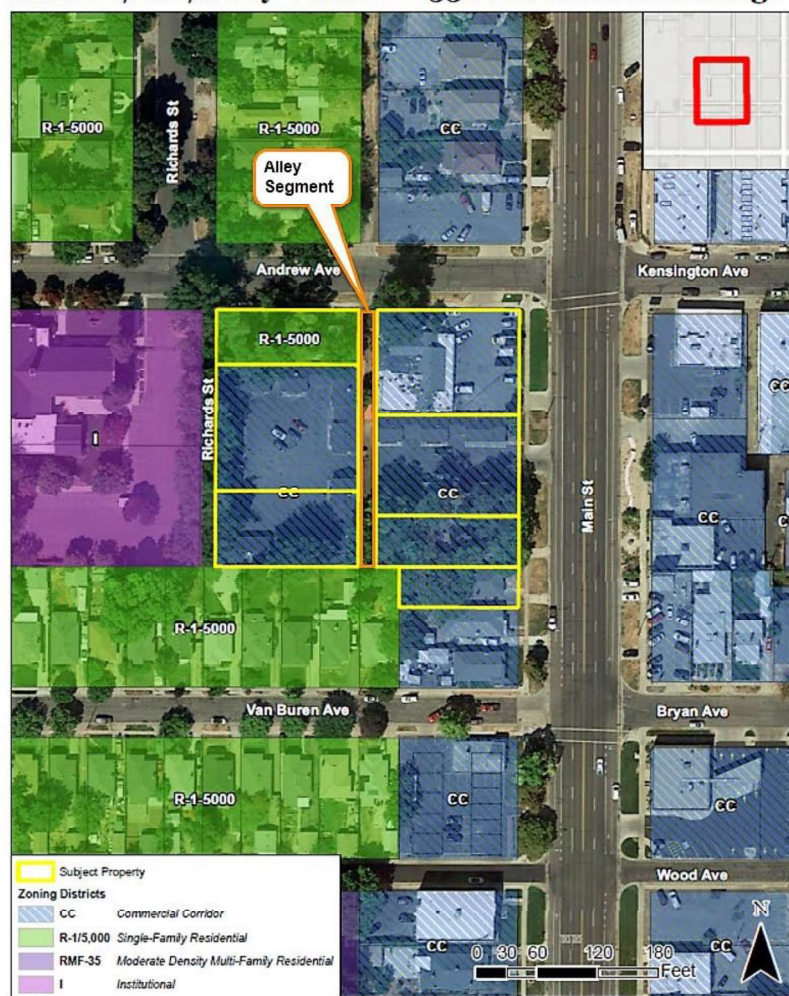 R-1-5000
Richards St
R-1-5000
CC
Alley
Segment
Andrew Ave
Kensington Ave
R-1-5000
Richards St
I
CC
CC
Main St
CC
CC
R-1-5000
Van Buren Ave
Bryan Ave
R-1-5000
CC
CC
Wood Ave
CC
CC
Subject Property
Zoning Districts
CC Commercial Corridor
R-1/5,000 Single-Family Residential
RMF-35 Moderate Density Multi-Family Residential
I Institutional
0 30 60 120 180
Feet
N